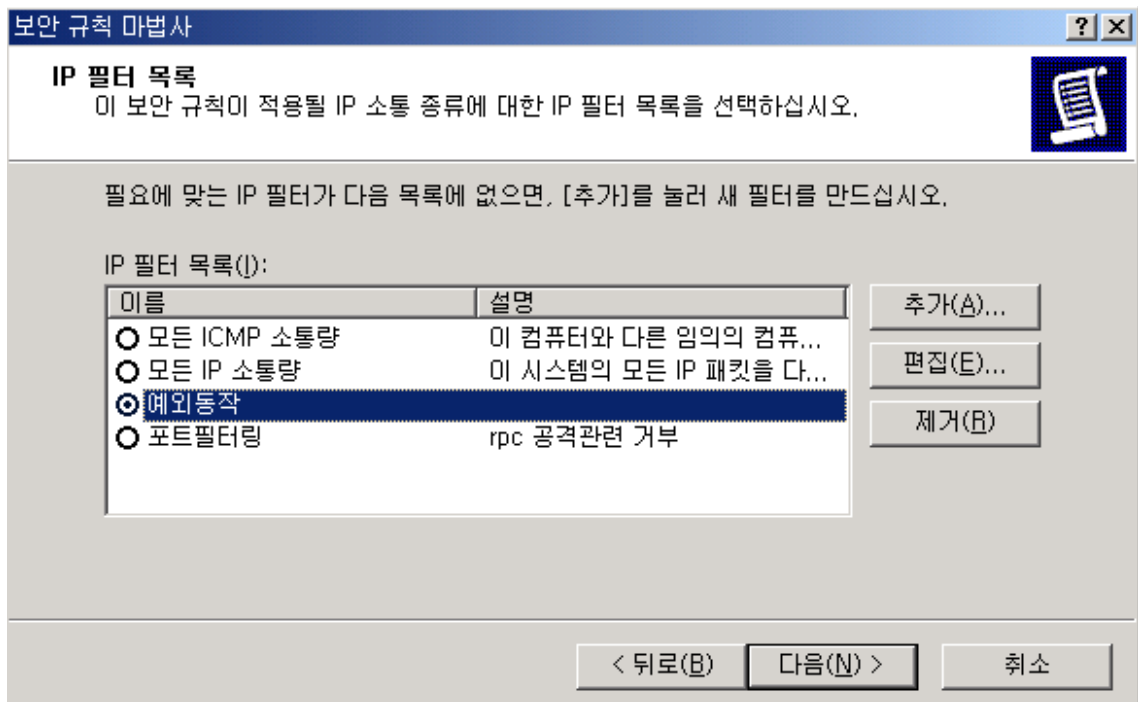 보안 규칙 마법사
IP 필터 목록
이 보안 규칙이 적용될 IP 소통 종류에 대한 IP 필터 목록을 선택하십시오.
필요에 맞는 IP 필터가 다음 목록에 없으면, [추가]를 눌러 새 필터를 만드십시오.
IP 필터 목록(I):
이름 설명
모든 ICMP 소통량 이 컴퓨터와 다른 임의의 컴퓨...
모든 IP 소통량 이 시스템의 모든 IP 패킷을 다...
예외동작
포트필터링 rpc 공격관련 거부
추가(A)...
편집(E)...
제거(R)
< 뒤로(B) 다음(N) > 취소